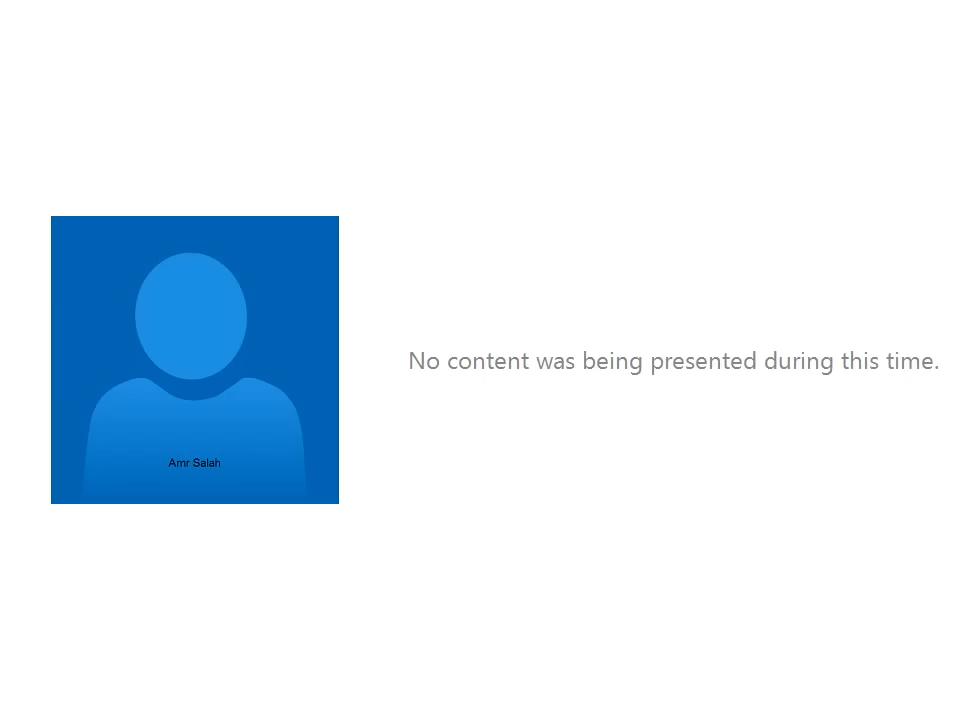 No content was being presented during this time.
Amr Salah